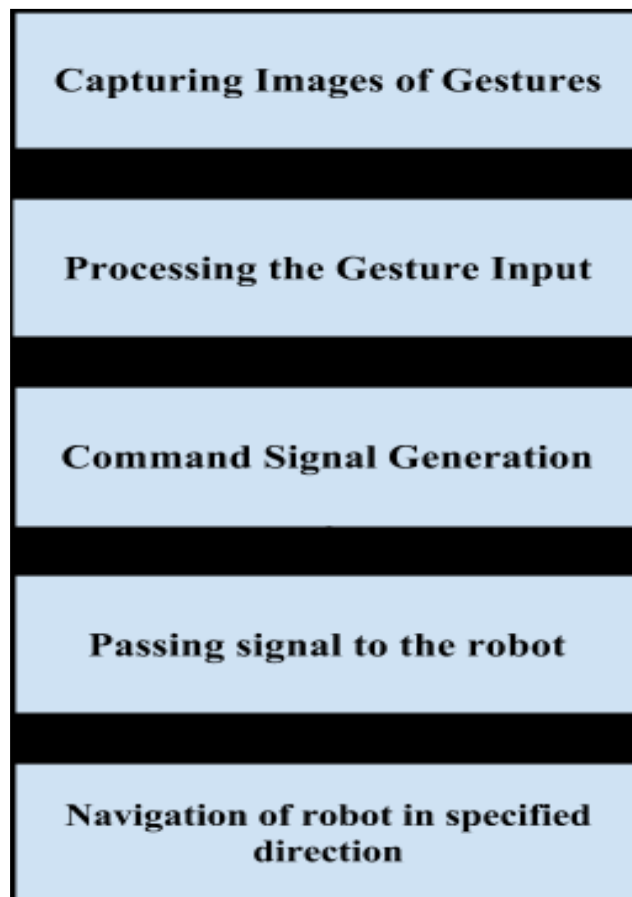 Capturing Images of Gestures
Processing the Gesture Input
Command Signal Generation
Passing signal to the robot
Navigation of robot in specified
direction